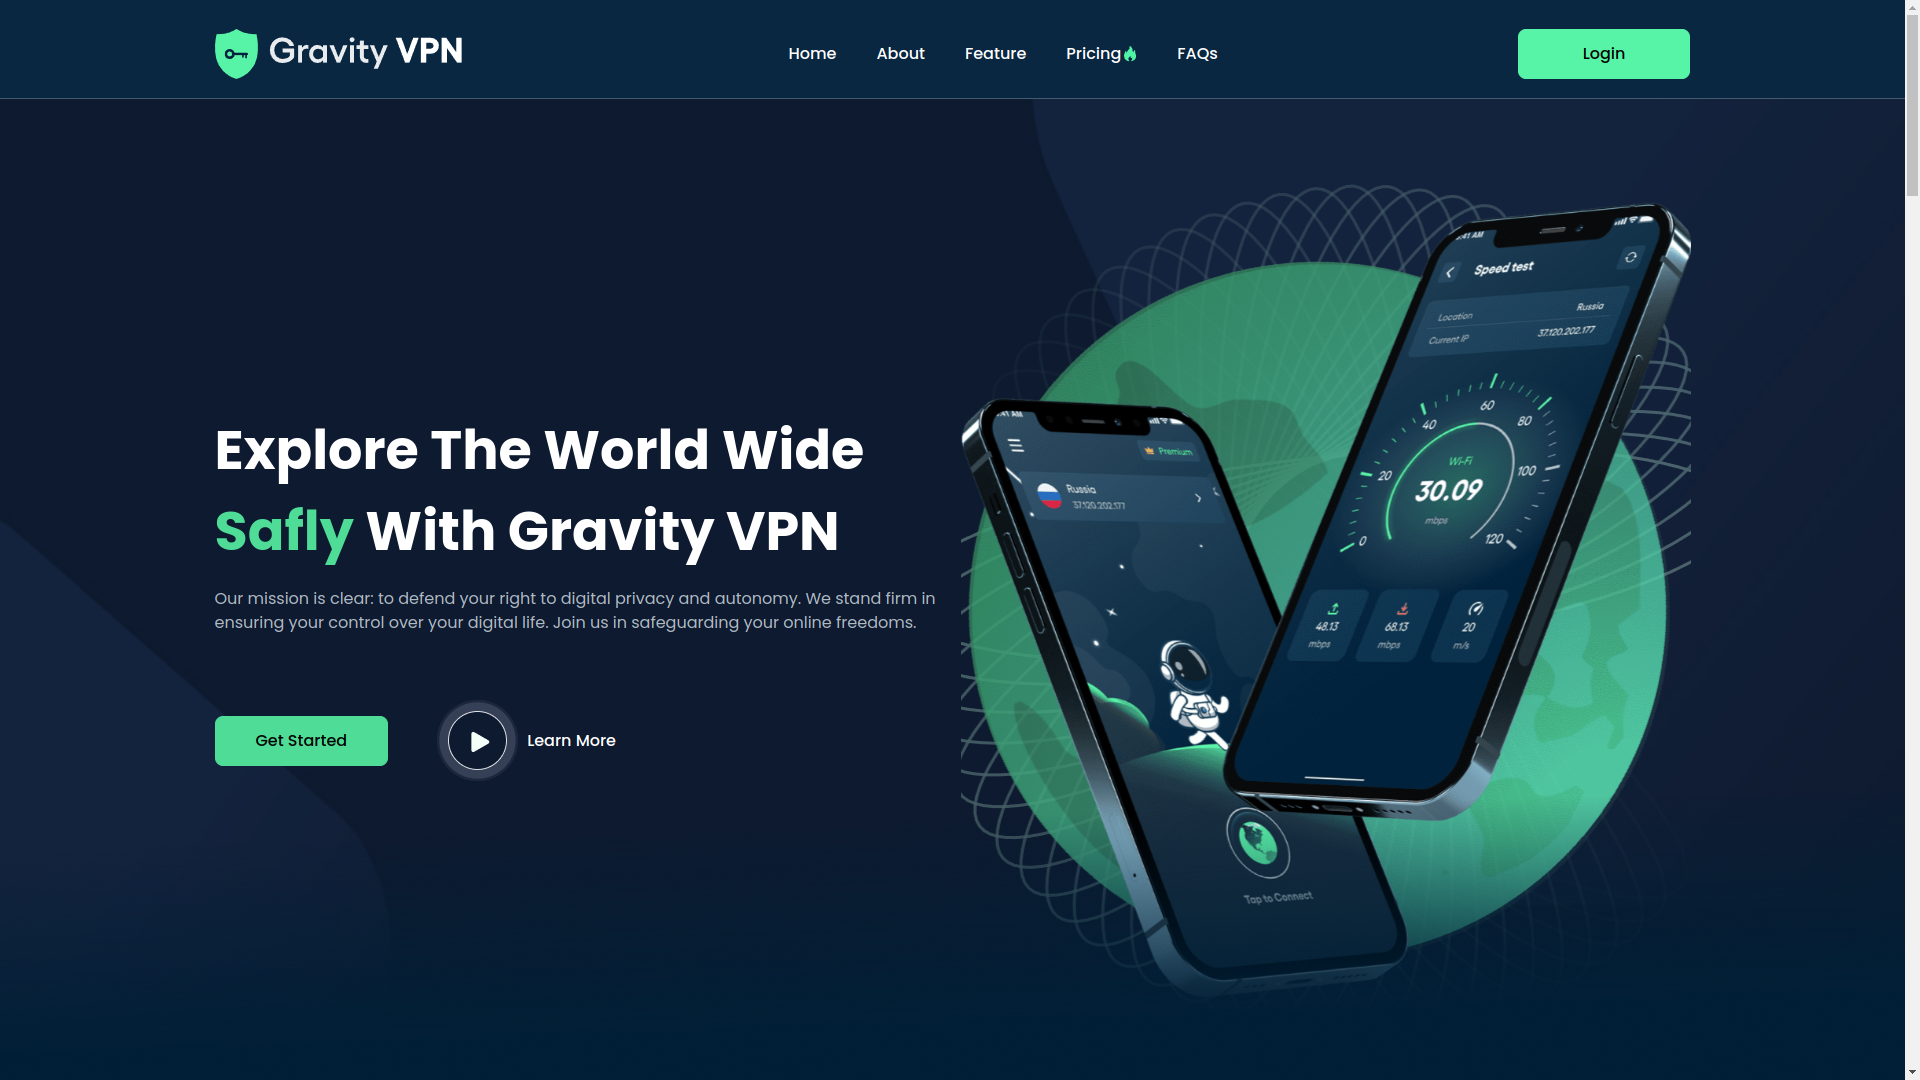 Gravity VPN
Home
About
Feature
Pricing
FAQs
Login
Explore The World Wide
Safly With Gravity VPN
Our mission is clear: to defend your right to digital privacy and autonomy. We stand firm in
ensuring your control over your digital life. Join us in safeguarding your online freedoms.
Get Started
Learn More
:41 AM
Speed test
Location
Russia
Current IP
37.120.202.177
0
20
40
60
80
100
120
Wi-Fi
30.09
mbps
48.13
mbps
68.13
mbps
20
m/s
:41 AM
Premium
Russia
37.120.202.177
Tap to Connect